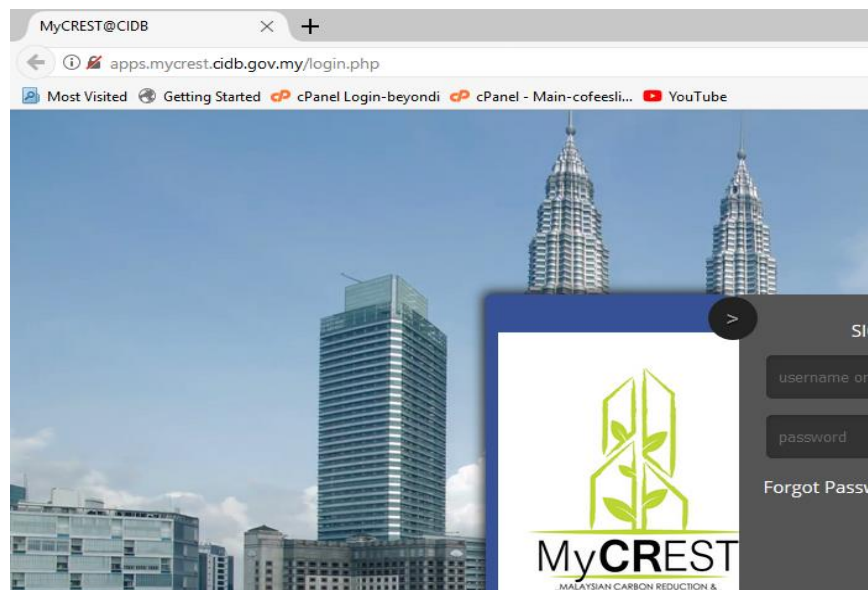 MyCREST@CIDB
apps.mycrest.cidb.gov.my/login.php
Most Visited Getting Started cPanel Login-beyondi cPanel - Main-cofeesli... YouTube
>
username or
password
Forgot
MyCREST
MALAYSIAN CARBON REDUCTION &